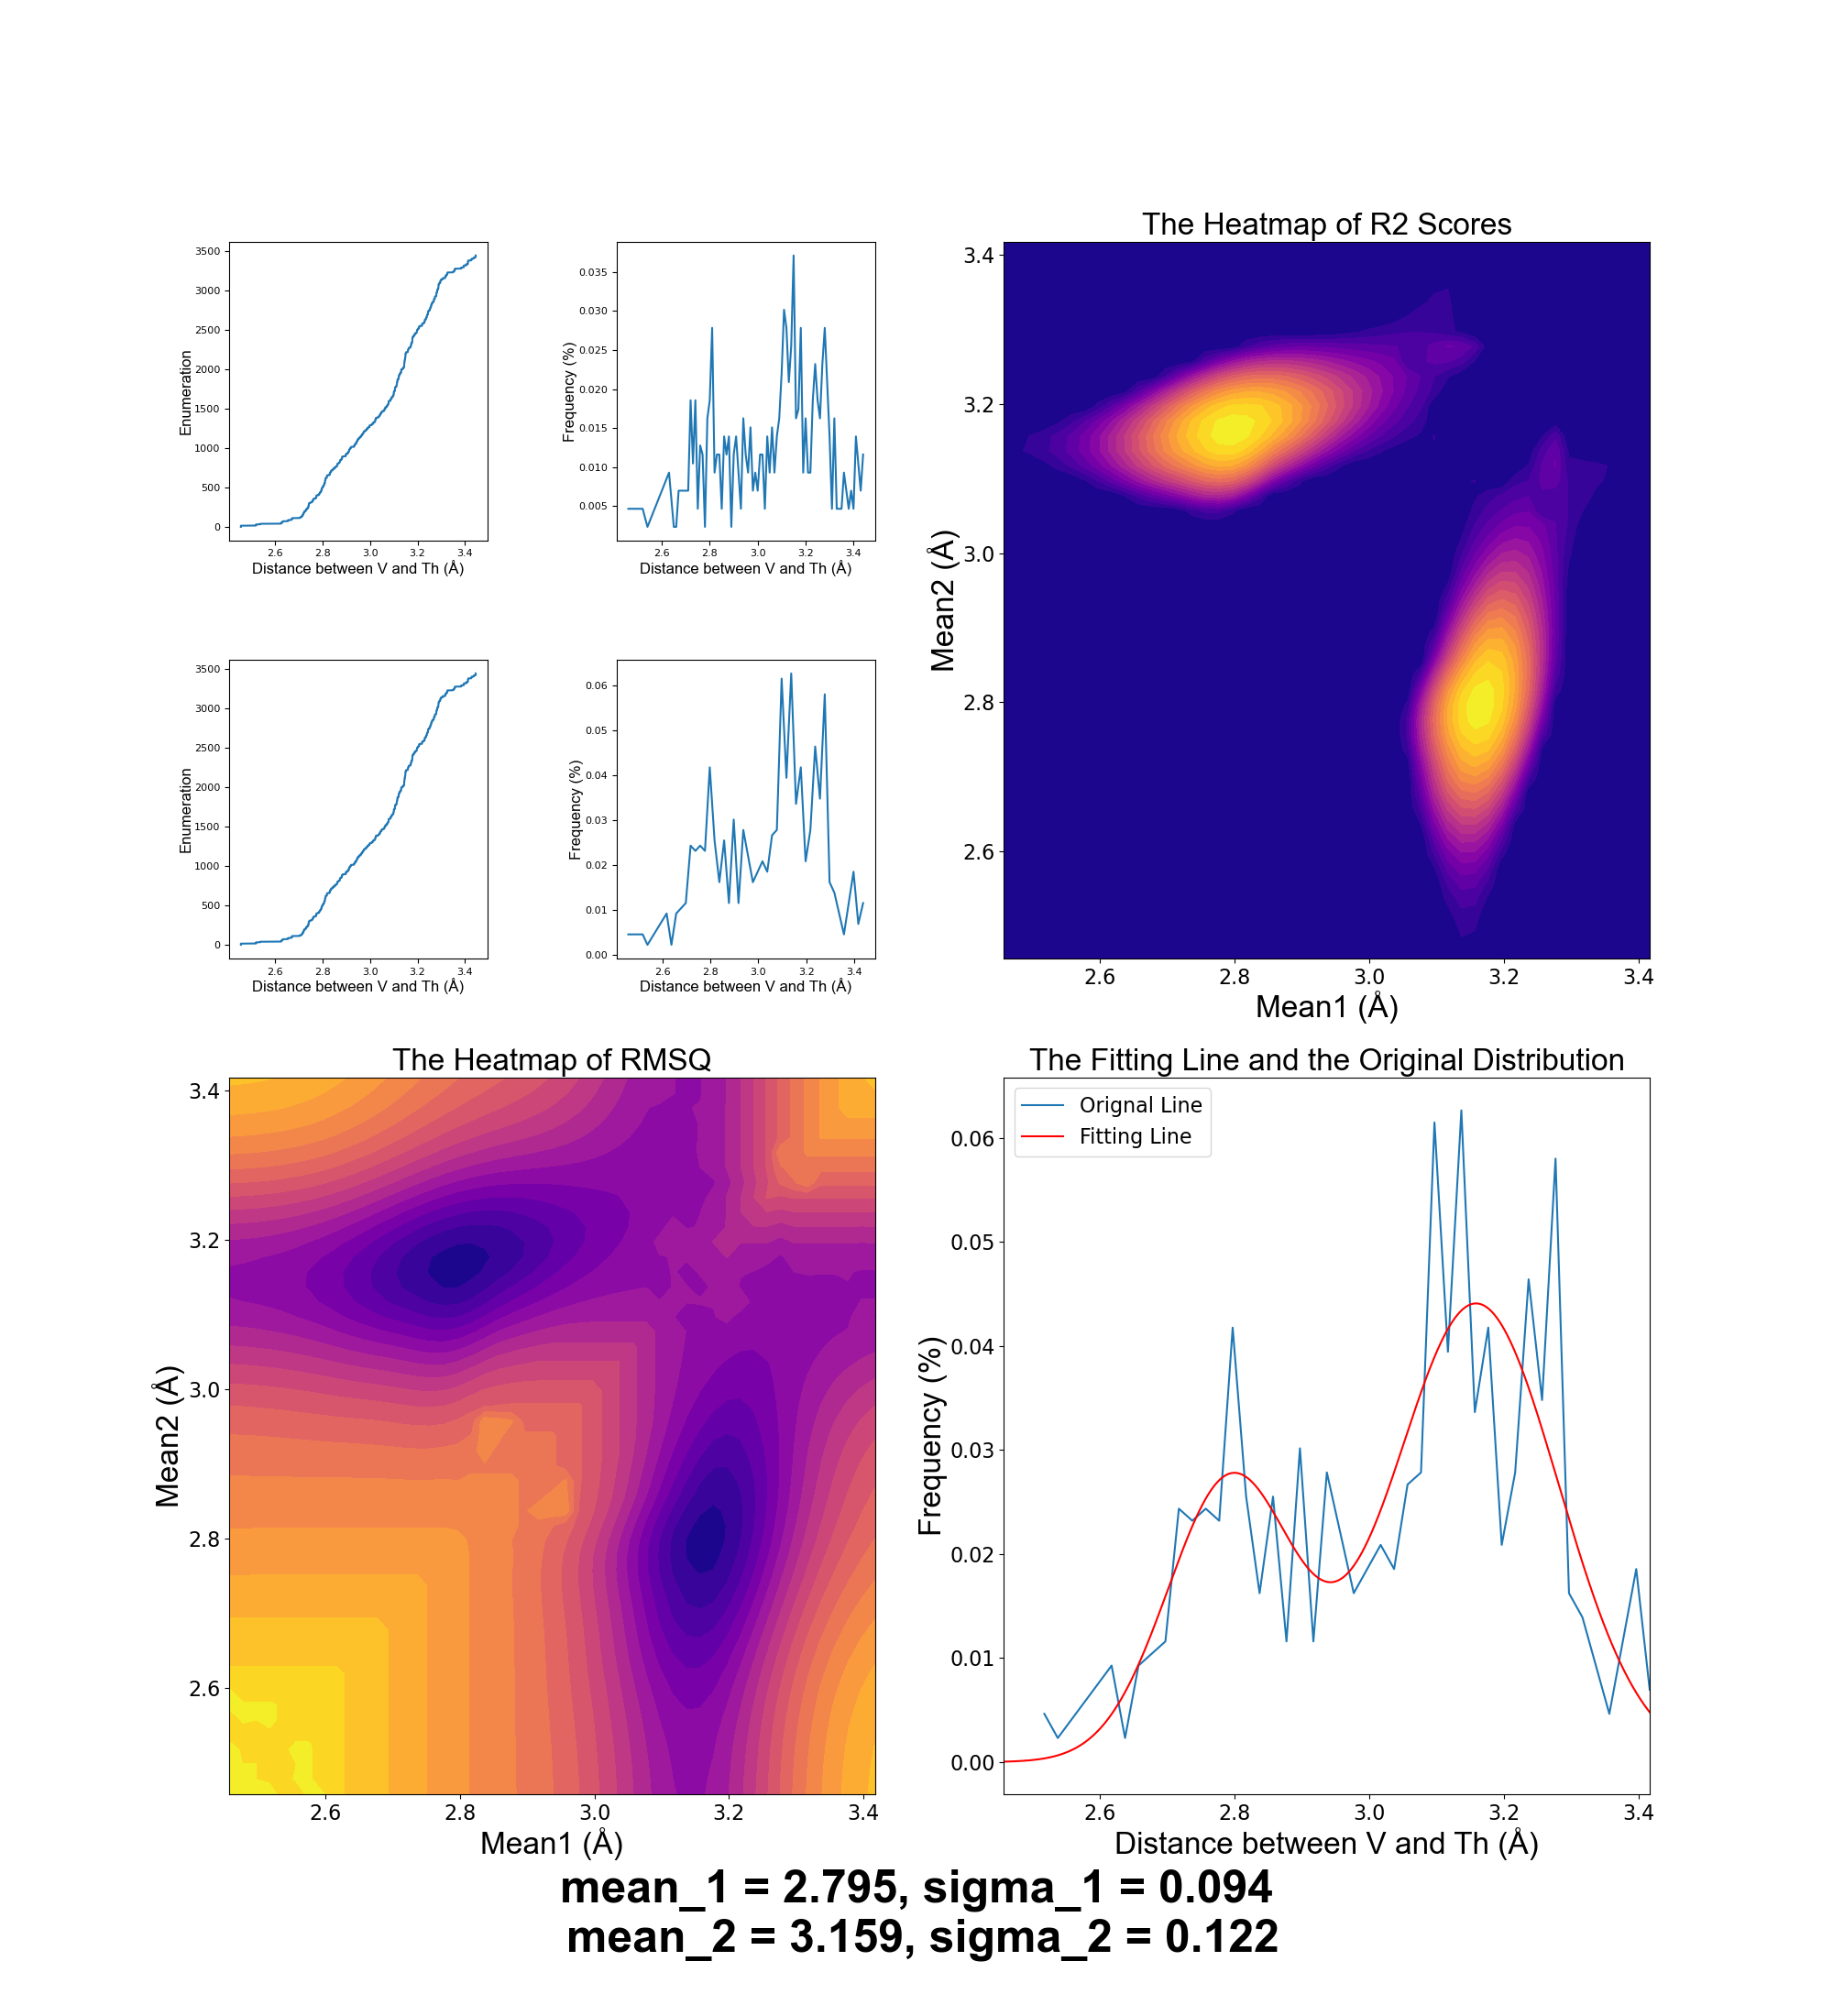 The Heatmap of R2 Scores
3500
3000
2500
2000
1500
1000
500
0
Enumeration
2.6 2.8 3.0 3.2 3.4
Distance between V and Th (Å)
0.035
0.030
0.025
0.020
0.015
0.010
0.005
Frequency (%)
2.6 2.8 3.0 3.2 3.4
Distance between V and Th (Å)
3.4
3.2
3.0
2.8
2.6
Mean2 (Å)
2.6 2.8 3.0 3.2 3.4
Mean1 (Å)
3500
3000
2500
2000
1500
1000
500
0
Enumeration
2.6 2.8 3.0 3.2 3.4
Distance between V and Th (Å)
0.06
0.05
0.04
0.03
0.02
0.01
0.00
Frequency (%)
2.6 2.8 3.0 3.2 3.4
Distance between V and Th (Å)
The Heatmap of RMSQ
3.4
3.2
3.0
2.8
2.6
Mean2 (Å)
2.6 2.8 3.0 3.2 3.4
Mean1 (Å)
The Fitting Line and the Original Distribution
Orignal Line
Fitting Line
0.06
0.05
0.04
0.03
0.02
0.01
0.00
Frequency (%)
2.6 2.8 3.0 3.2 3.4
Distance between V and Th (Å)
mean_1 = 2.795, sigma_1 = 0.094
mean_2 = 3.159, sigma_2 = 0.122